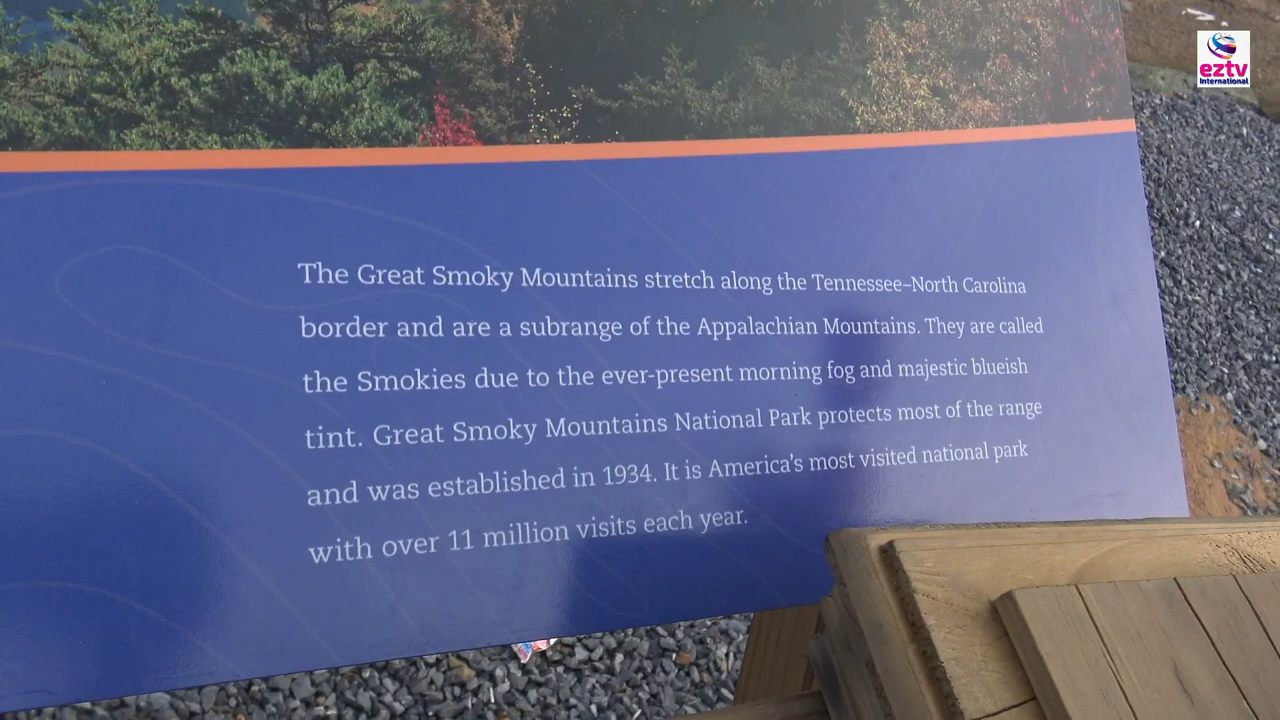 eztv
International
The Great Smoky Mountains stretch along the Tennessee–North Carolina
border and are a subrange of the Appalachian Mountains. They are called
the Smokies due to the ever-present morning fog and majestic blueish
tint. Great Smoky Mountains National Park protects most of the range
and was established in 1934. It is America's most visited national park
with over 11 million visits each year.